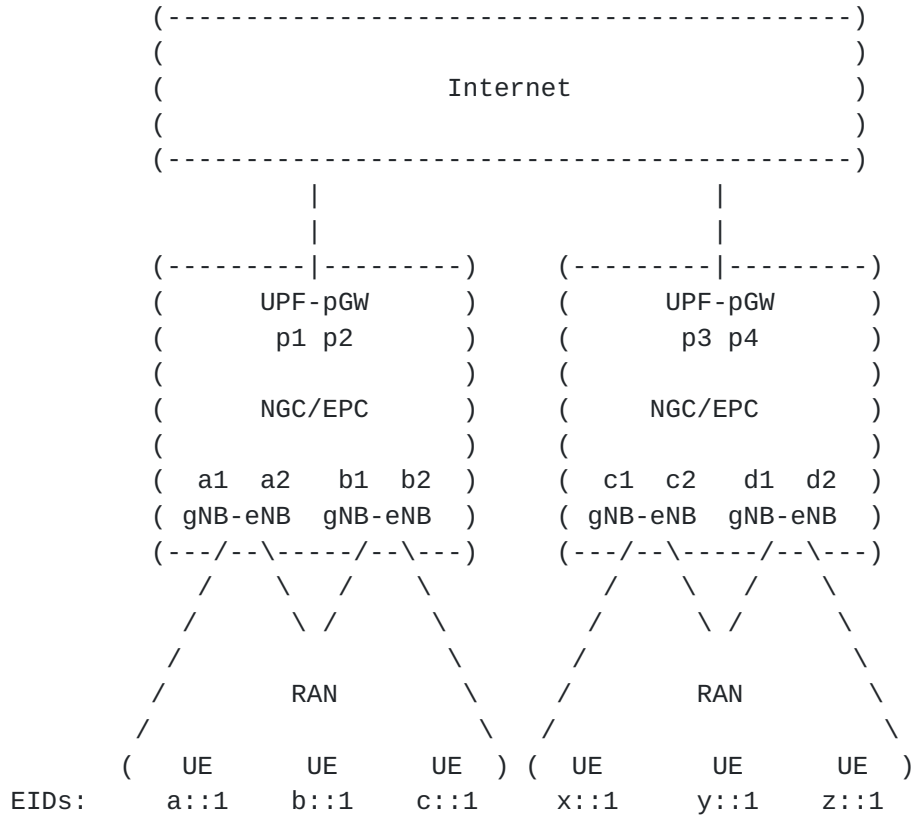 (--------------------------------------------)
(                                            )
(                  Internet                  )
(                                            )
(--------------------------------------------)
          |                         |
          |                         |
(---------|---------)     (---------|---------)
(      UPF-pGW      )     (      UPF-pGW      )
(       p1 p2       )     (       p3 p4       )
(                   )     (                   )
(      NGC/EPC      )     (     NGC/EPC       )
(                   )     (                   )
(  a1  a2   b1  b2  )     (  c1  c2   d1  d2  )
( gNB-eNB  gNB-eNB  )     ( gNB-eNB  gNB-eNB  )
(---/--\-----/--\---)     (---/--\-----/--\---)
   /    \   /    \           /    \   /    \
  /      \ /      \         /      \ /      \
 /                 \       /                 \
/        RAN        \     /        RAN        \
/                     \   /                     \
(   UE      UE      UE  ) (  UE       UE      UE  )
EIDs:     a::1    b::1    c::1     x::1     y::1    z::1